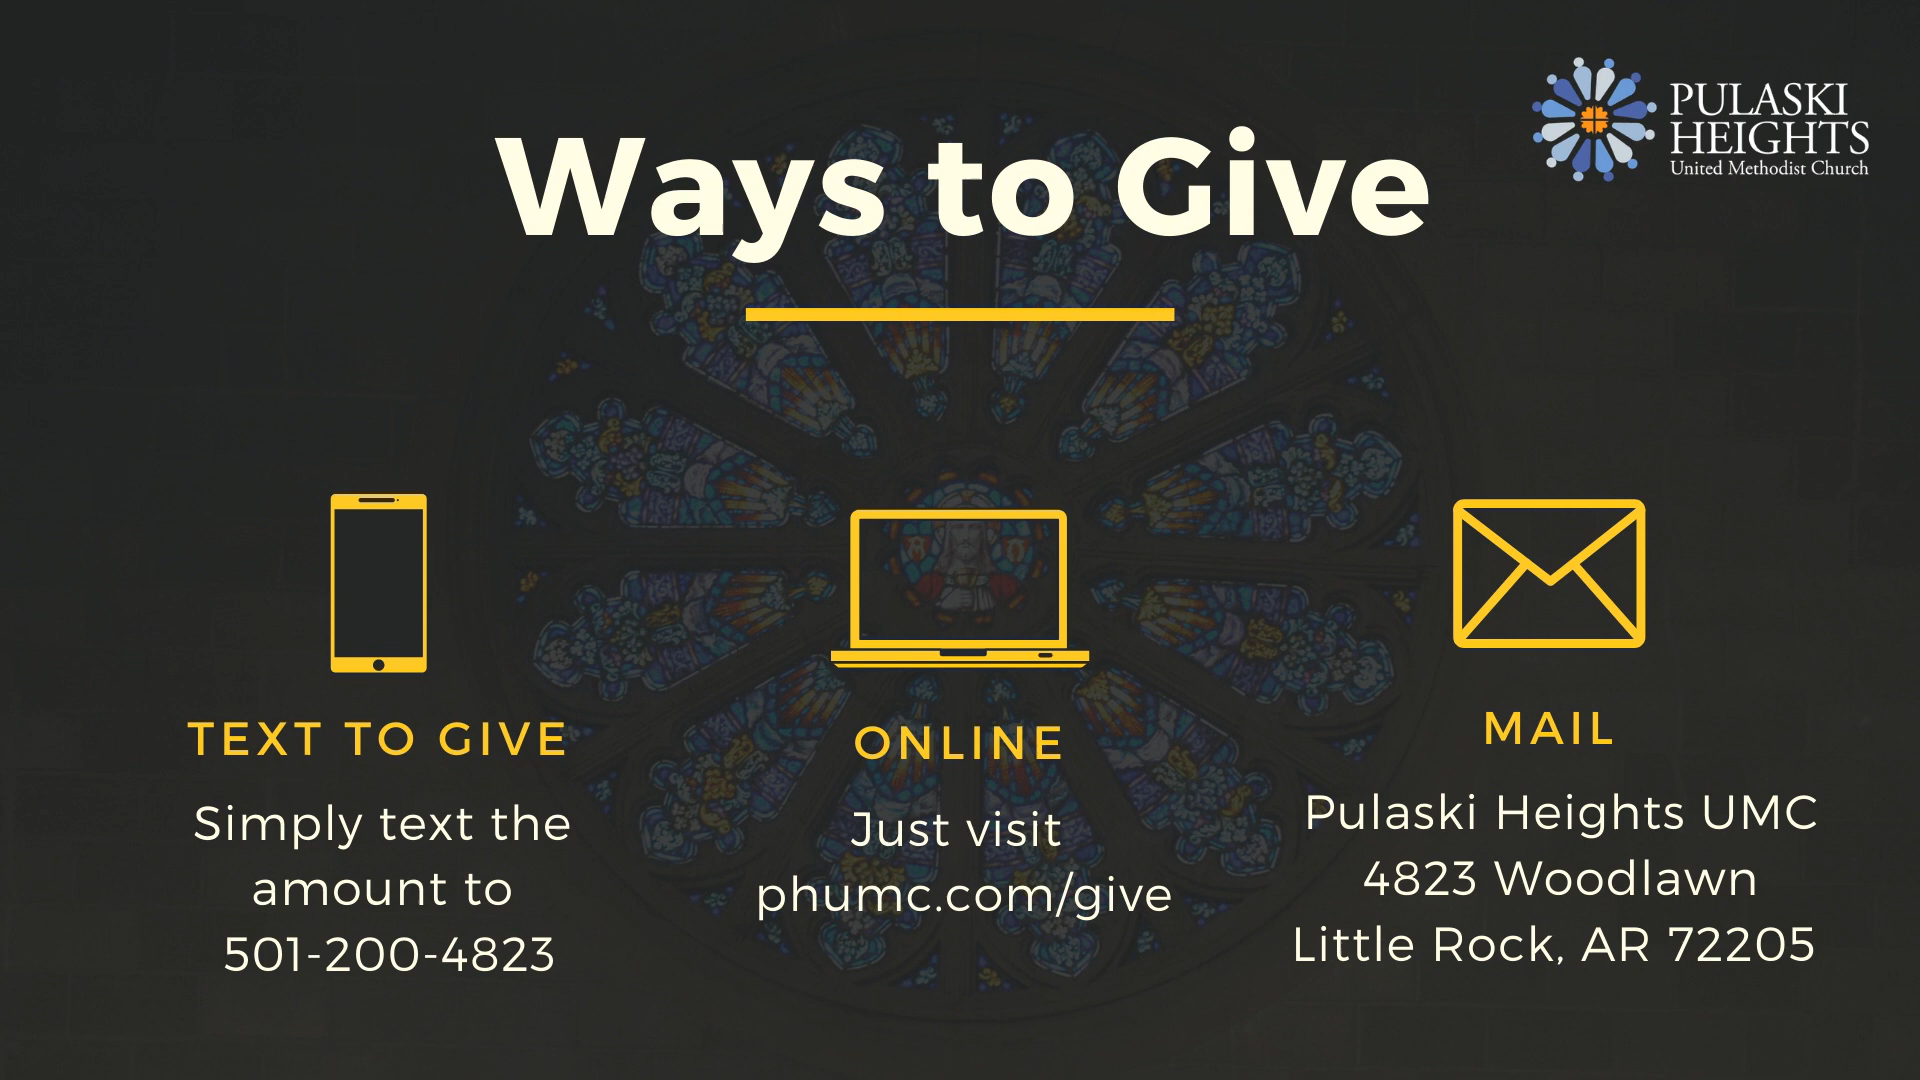 PULASKI
HEIGHTS
United Methodist Church
Ways to Give
TEXT TO GIVE
Simply text the
amount to
501-200-4823
ONLINE
Just visit
phumc.com/give
MAIL
Pulaski Heights UMC
4823 Woodlawn
Little Rock, AR 72205